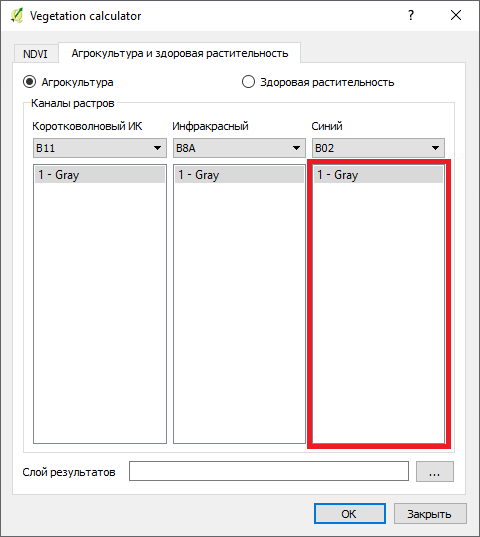 Vegetation calculator ?
NDVI Агрокультура и здоровая растительность
Агрокультура Здоровая растительность
Каналы растров
Коротковолновый ИК Инфракрасный Синий
B11 B8A B02
1 - Gray 1 - Gray 1 - Gray
Слой результатов ...
ОК Закрыть